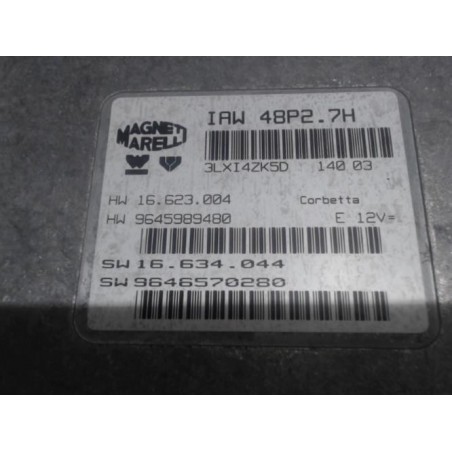 MAGNETI
MARELLI
IAW 48P2.7H
3LXI4ZK5D 140 03
HW 16.623.004 Corbetta
HW 9645989480 E 12V=
SW 16.634.044
SW 9646570280